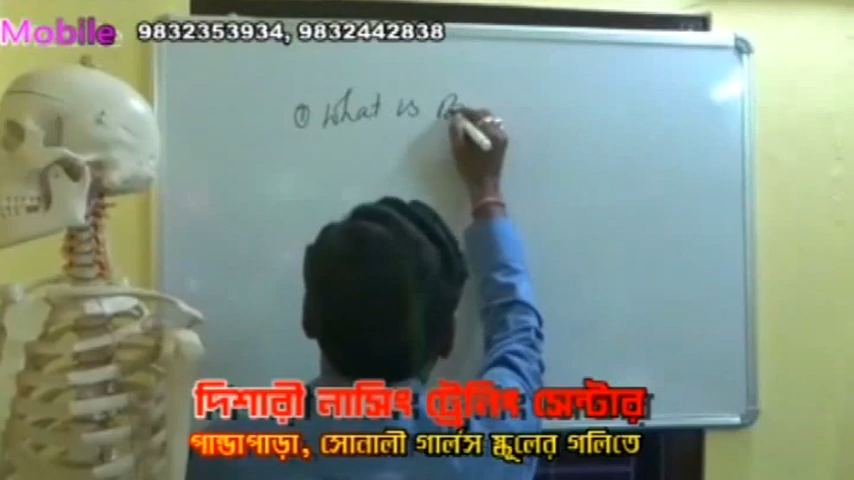 Mobile 9832353934, 9832442838
① What is
দিশারী নার্সিং ট্রেনিং সেন্টার
পান্ডাপাড়া, সোনালী গার্লস স্কুলের গলিতে